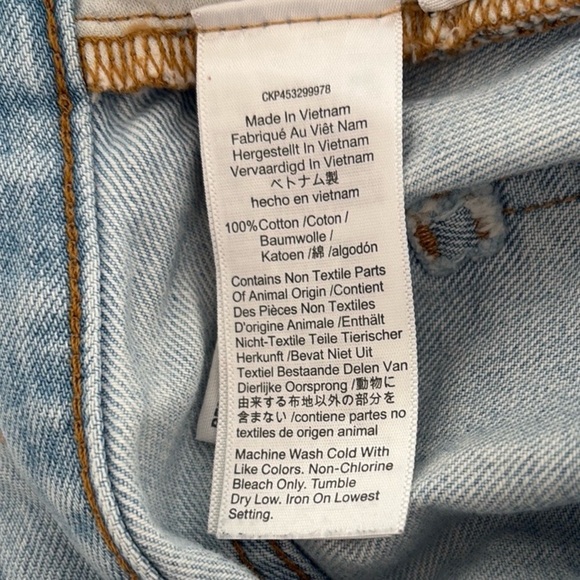 CKP453299978
Made In Vietnam
Fabriqué Au Viêt Nam
Hergestellt In Vietnam
Vervaardigd In Vietnam
ベトナム製
hecho en vietnam
100% Cotton /Coton/
Baumwolle /
Katoen /綿 /algodón
Contains Non Textile Parts
Of Animal Origin /Contient
Des Pièces Non Textiles
D'origine Animale /Enthält
Nicht-Textile Teile Tierischer
Herkunft /Bevat Niet Uit
Textiel Bestaande Delen Van
Dierlijke Oorsprong /動物に
由来する布地以外の部分を
含まない /contiene partes no
textiles de origen animal
Machine Wash Cold With
Like Colors. Non-Chlorine
Bleach Only. Tumble
Dry Low. Iron On Lowest
Setting.